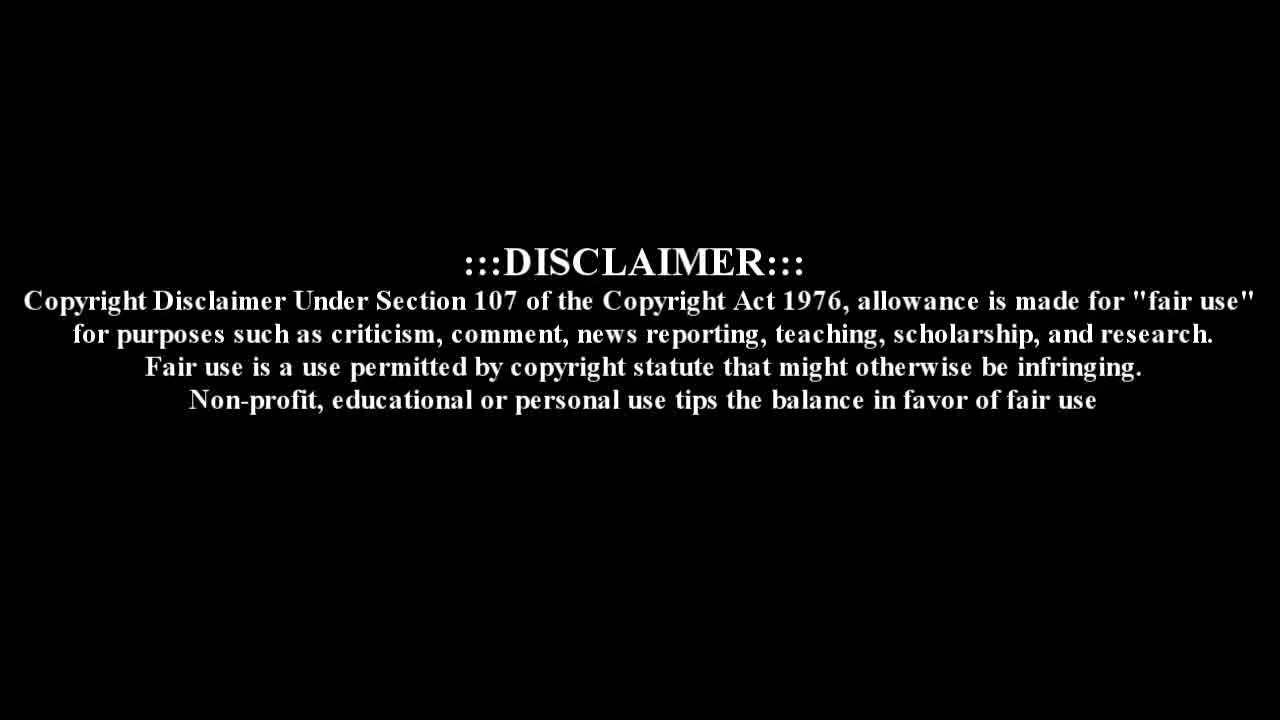 :::DISCLAIMER:::
Copyright Disclaimer Under Section 107 of the Copyright Act 1976, allowance is made for "fair use"
for purposes such as criticism, comment, news reporting, teaching, scholarship, and research.
Fair use is a use permitted by copyright statute that might otherwise be infringing.
Non-profit, educational or personal use tips the balance in favor of fair use